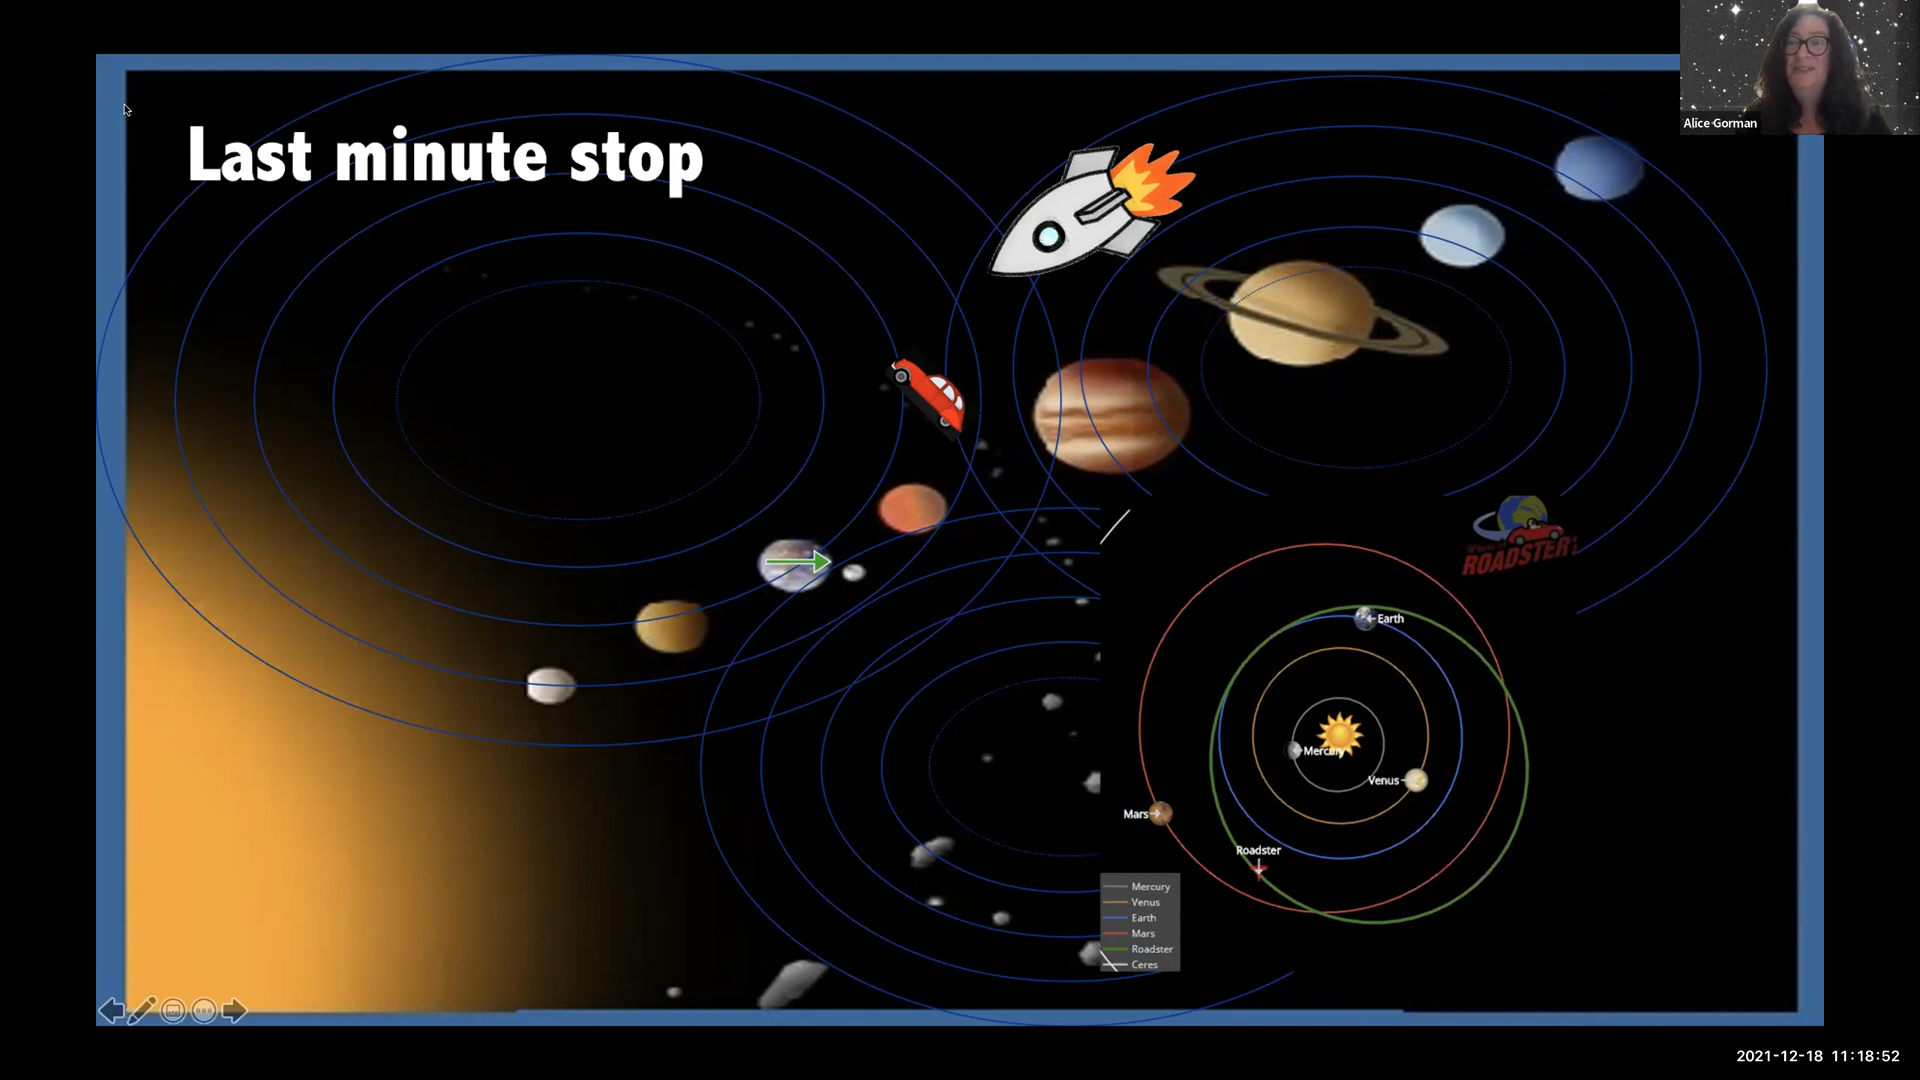 Alice Gorman
Last minute stop
ROADSTER
Earth
Mercury
Venus
Mars
Roadster
Mercury
Venus
Earth
Mars
Roadster
Ceres
2021-12-18 11:18:52